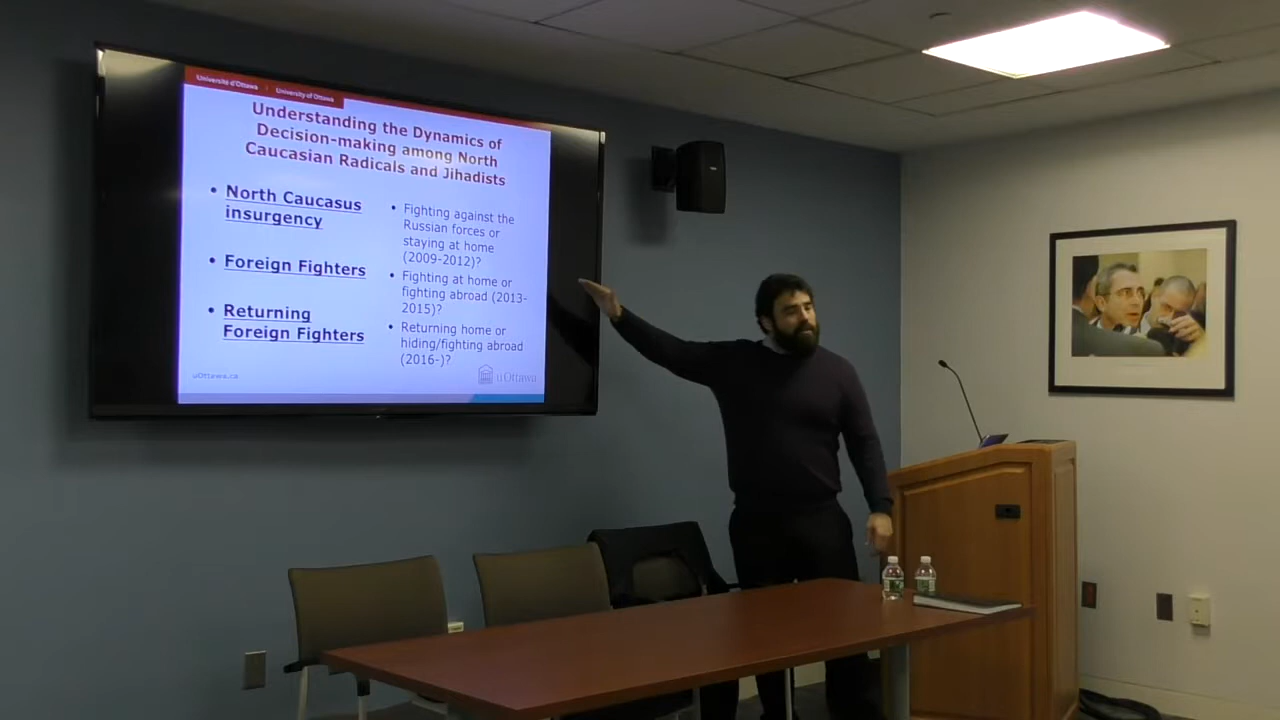 Université d'Ottawa | University of Ottawa
Understanding the Dynamics of
Decision-making among North
Caucasian Radicals and Jihadists
• North Caucasus
insurgency
• Foreign Fighters
• Returning
Foreign Fighters
• Fighting against the
Russian forces or
staying at home
(2009-2012)?
• Fighting at home or
fighting abroad (2013-
2015)?
• Returning home or
hiding/fighting abroad
(2016-)?
uOttawa.ca
uOttawa